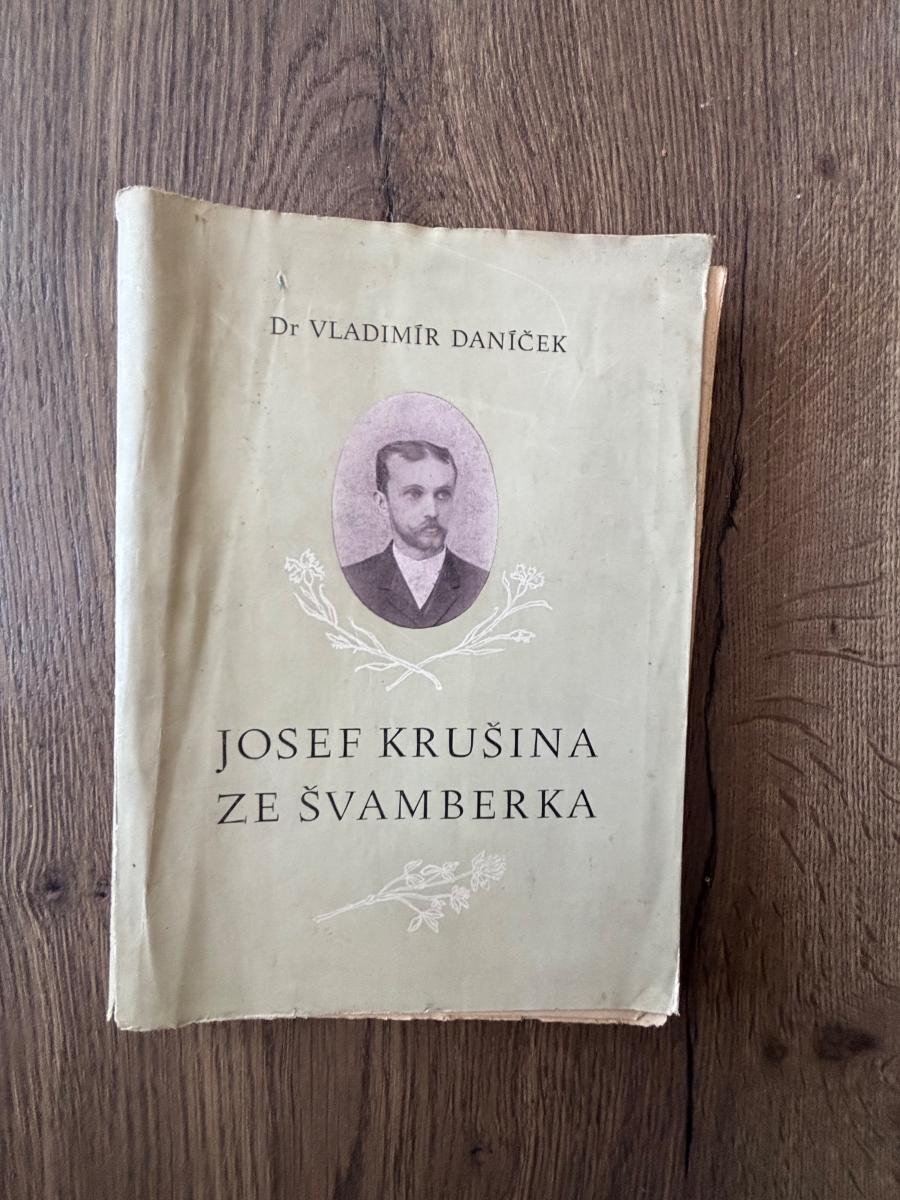 Dr VLADIMÍR DANÍČEK
JOSEF KRUŠINA
ZE ŠVAMBERKA